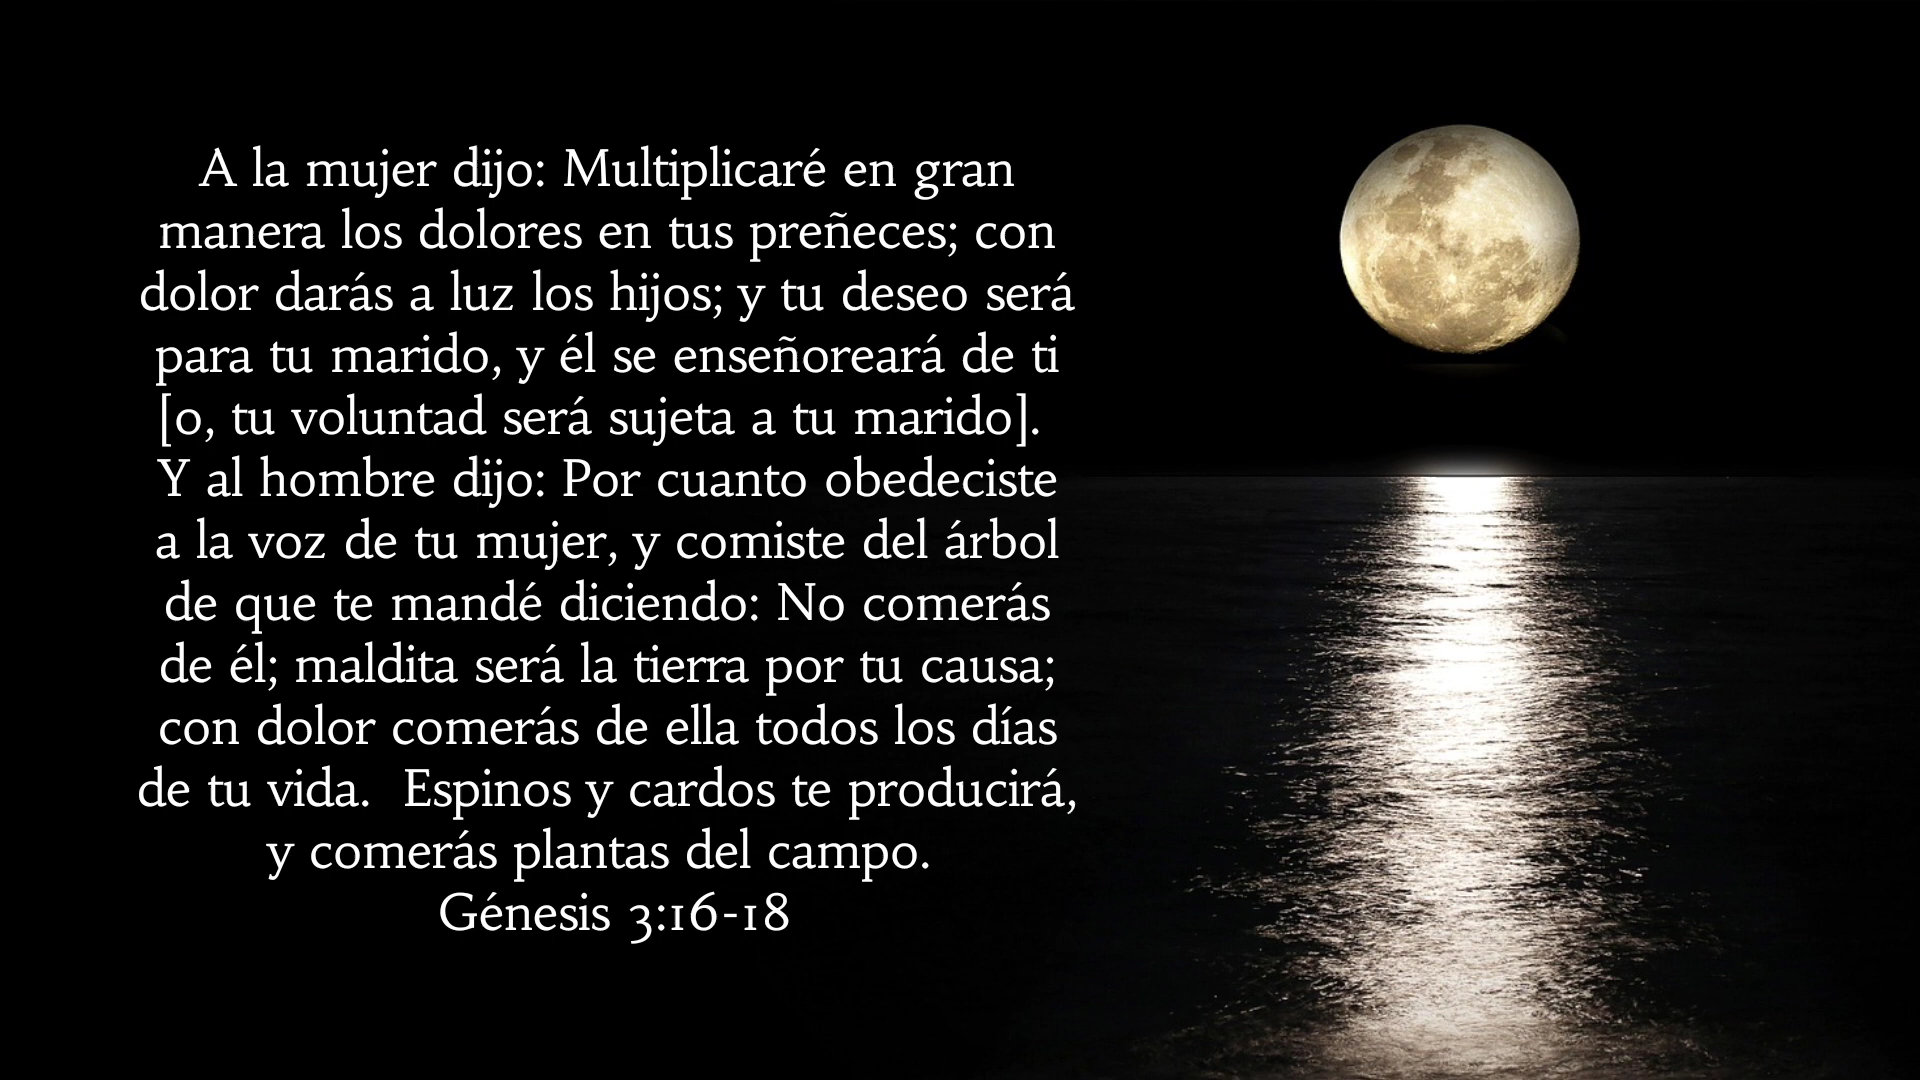 A la mujer dijo: Multiplicaré en gran
manera los dolores en tus preñeces; con
dolor darás a luz los hijos; y tu deseo será
para tu marido, y él se enseñoreará de ti
[o, tu voluntad será sujeta a tu marido].
Y al hombre dijo: Por cuanto obedeciste
a la voz de tu mujer, y comiste del árbol
de que te mandé diciendo: No comerás
de él; maldita será la tierra por tu causa;
con dolor comerás de ella todos los días
de tu vida.  Espinos y cardos te producirá,
y comerás plantas del campo.
Génesis 3:16-18